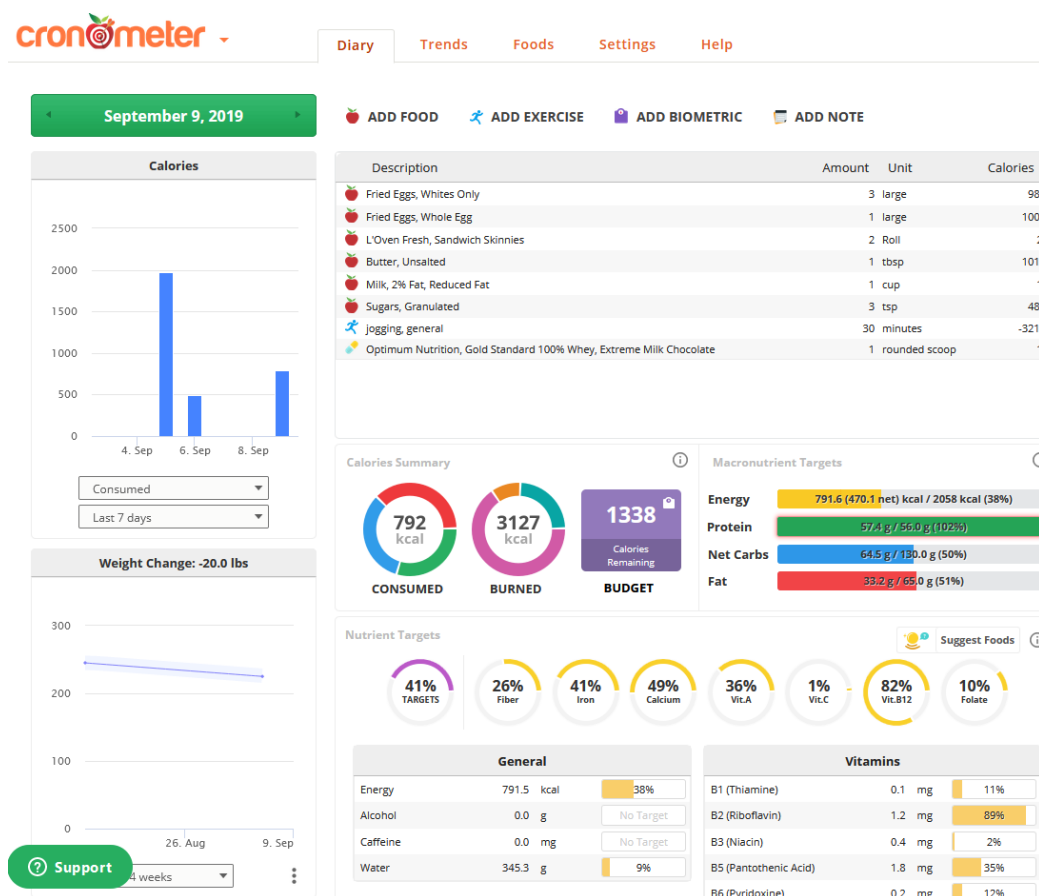 cronometer
Diary Trends Foods Settings Help
September 9, 2019
ADD FOOD ADD EXERCISE ADD BIOMETRIC ADD NOTE
Calories
2500
2000
1500
1000
500
0
4. Sep 6. Sep 8. Sep
Consumed
Last 7 days
Description Amount Unit Calories
Fried Eggs, Whites Only 3 large 98
Fried Eggs, Whole Egg 1 large 100
L'Oven Fresh, Sandwich Skinnies 2 Roll
Butter, Unsalted 1 tbsp 101
Milk, 2% Fat, Reduced Fat 1 cup
Sugars, Granulated 3 tsp 48
jogging, general 30 minutes -321
Optimum Nutrition, Gold Standard 100% Whey, Extreme Milk Chocolate 1 rounded scoop
Calories Summary
792
kcal
CONSUMED
3127
kcal
BURNED
1338
Calories
Remaining
BUDGET
Macronutrient Targets
Energy 791.6 (470.1 net) kcal / 2058 kcal (38%)
Protein 57.4 g / 56.0 g (102%)
Net Carbs 64.5 g / 130.0 g (50%)
Fat 33.2 g / 65.0 g (51%)
Weight Change: -20.0 lbs
300
200
100
0
26. Aug 9. Sep
4 weeks
Support
Nutrient Targets
Suggest Foods
41% TARGETS
26% Fiber
41% Iron
49% Calcium
36% Vit.A
1% Vit.C
82% Vit.B12
10% Folate
General
Energy 791.5 kcal 38%
Alcohol 0.0 g No Target
Caffeine 0.0 mg No Target
Water 345.3 g 9%
Vitamins
B1 (Thiamine) 0.1 mg 11%
B2 (Riboflavin) 1.2 mg 89%
B3 (Niacin) 0.4 mg 2%
B5 (Pantothenic Acid) 1.8 mg 35%
B6 (Pyridoxine) 0.2 mg 12%